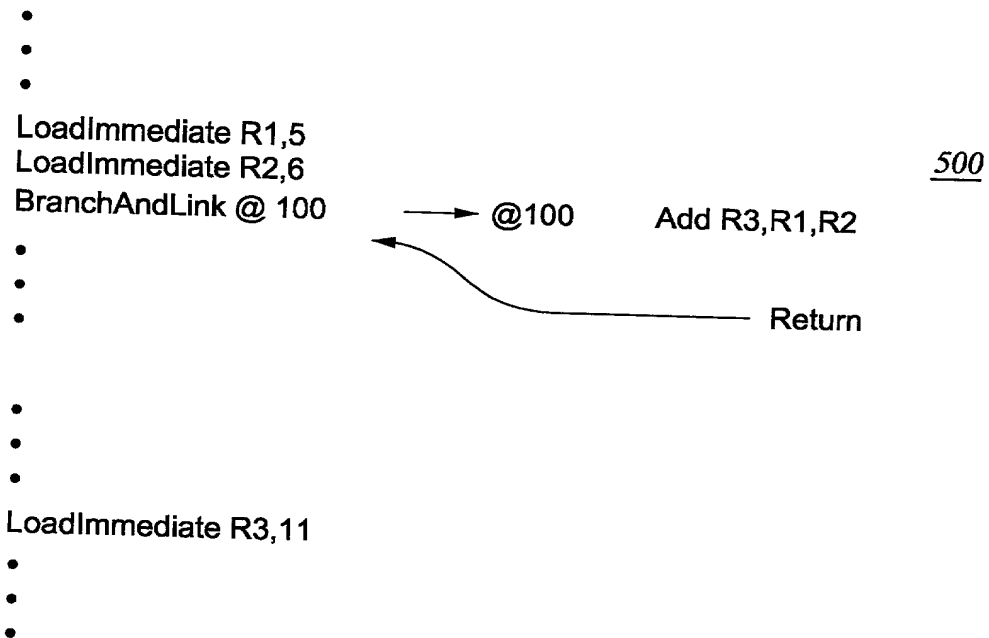 LoadImmediate R1,5
LoadImmediate R2,6
500
BranchAndLink @ 100 @100 Add R3,R1,R2
Return
LoadImmediate R3,11